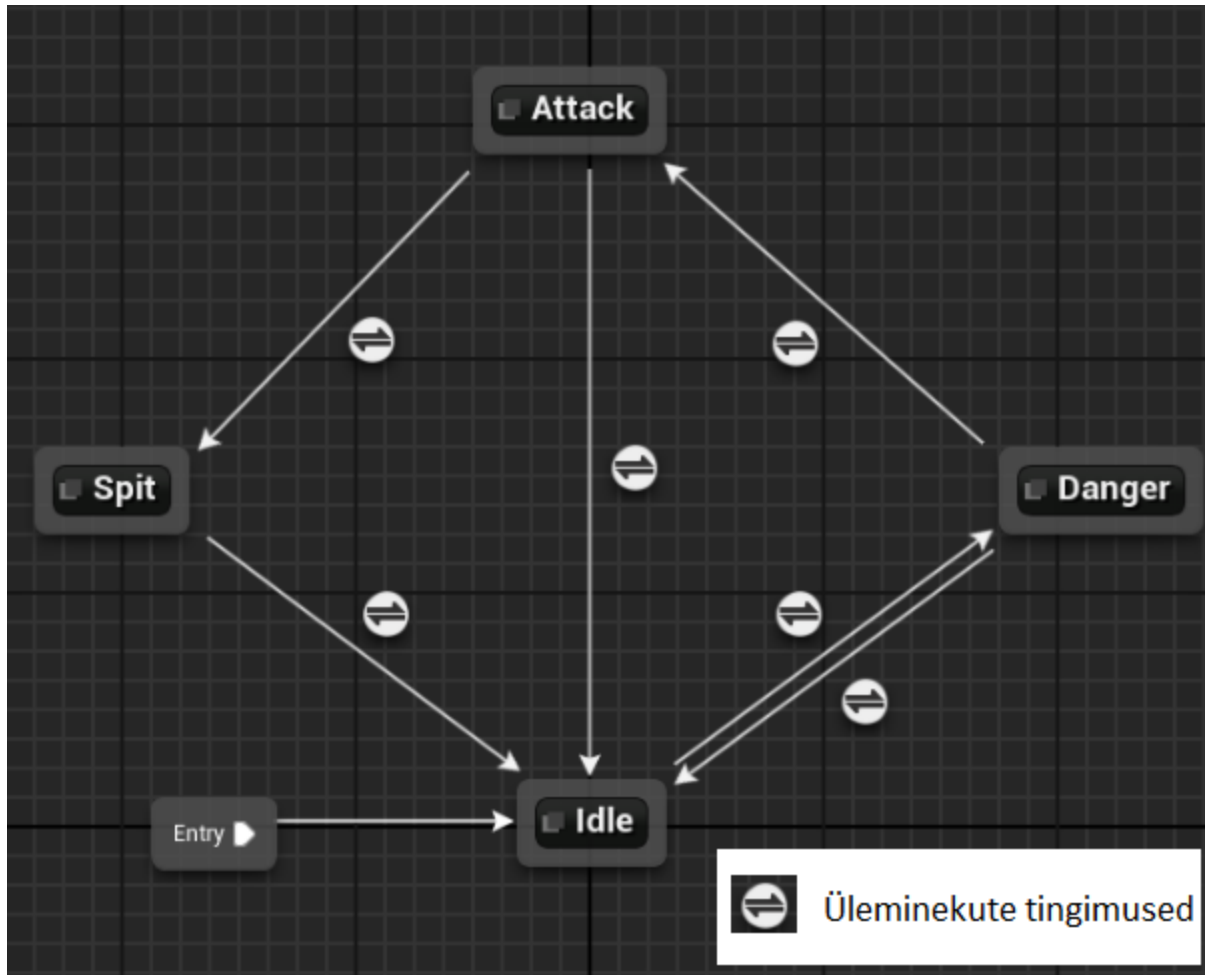 Attack
Spit
Danger
Entry
Idle
Üleminekute tingimused